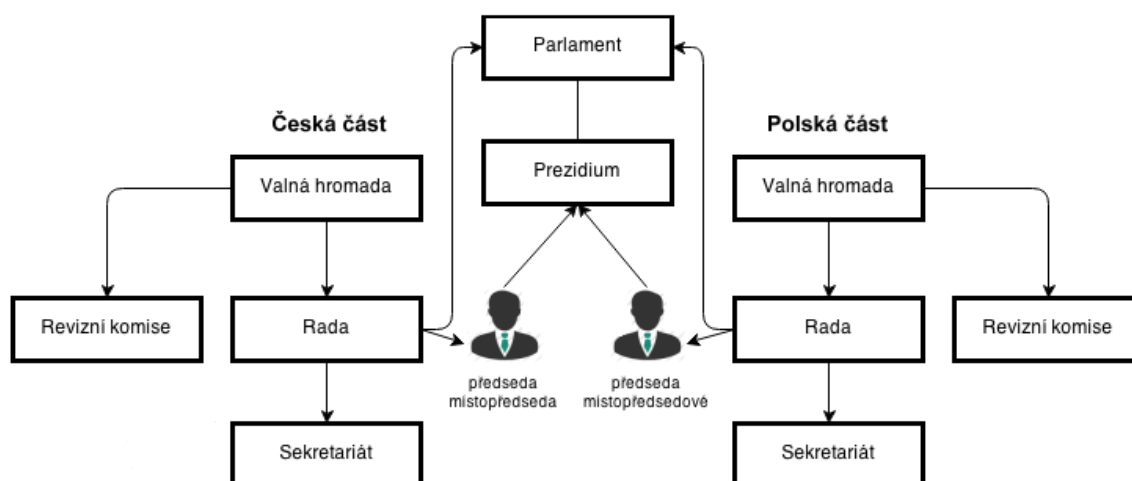 Parlament
Česká část
Polská část
Prezidium
Valná hromada
Valná hromada
Revizní komise
Rada
Rada
Revizní komise
předseda
místopředseda
předseda
místopředsedové
Sekretariát
Sekretariát